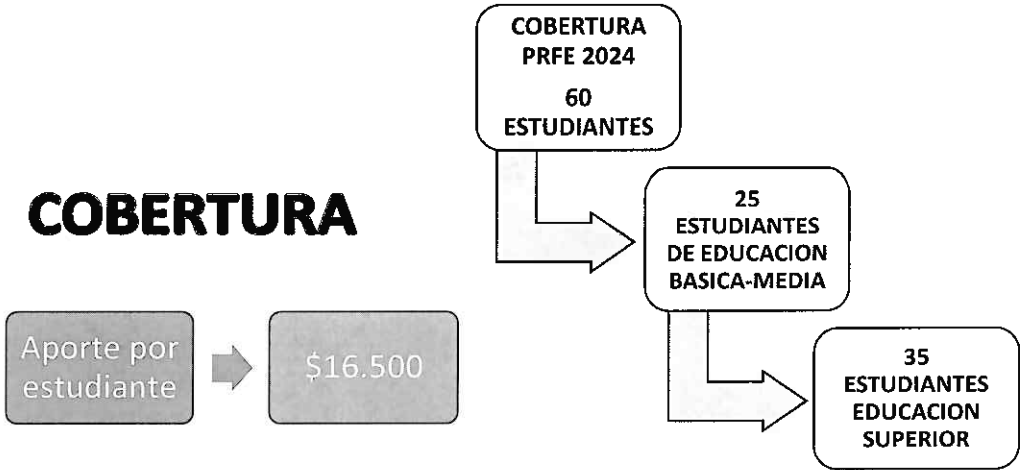 COBERTURA
PRFE 2024
60
ESTUDIANTES
COBERTURA
25
ESTUDIANTES
DE EDUCACION
BASICA-MEDIA
Aporte por
estudiante
$16.500
35
ESTUDIANTES
EDUCACION
SUPERIOR